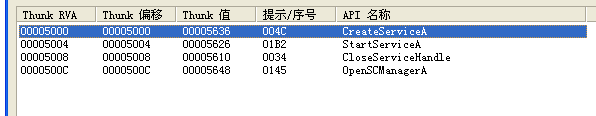 Thunk RVA Thunk 偏移 Thunk 值 提示/序号 API 名称
00005000 00005000 00005636 004C CreateServiceA
00005004 00005004 00005626 01B2 StartServiceA
00005008 00005008 00005610 0034 CloseServiceHandle
0000500C 0000500C 00005648 0145 OpenSCManagerA